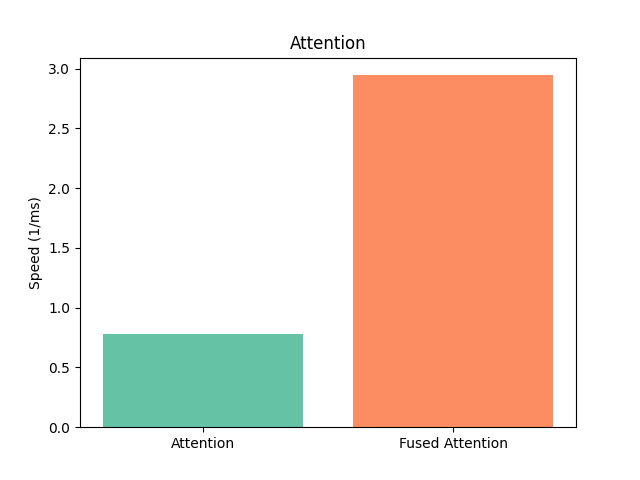 Attention
3.0
2.5
2.0
1.5
1.0
0.5
0.0
Speed (1/ms)
Attention
Fused Attention